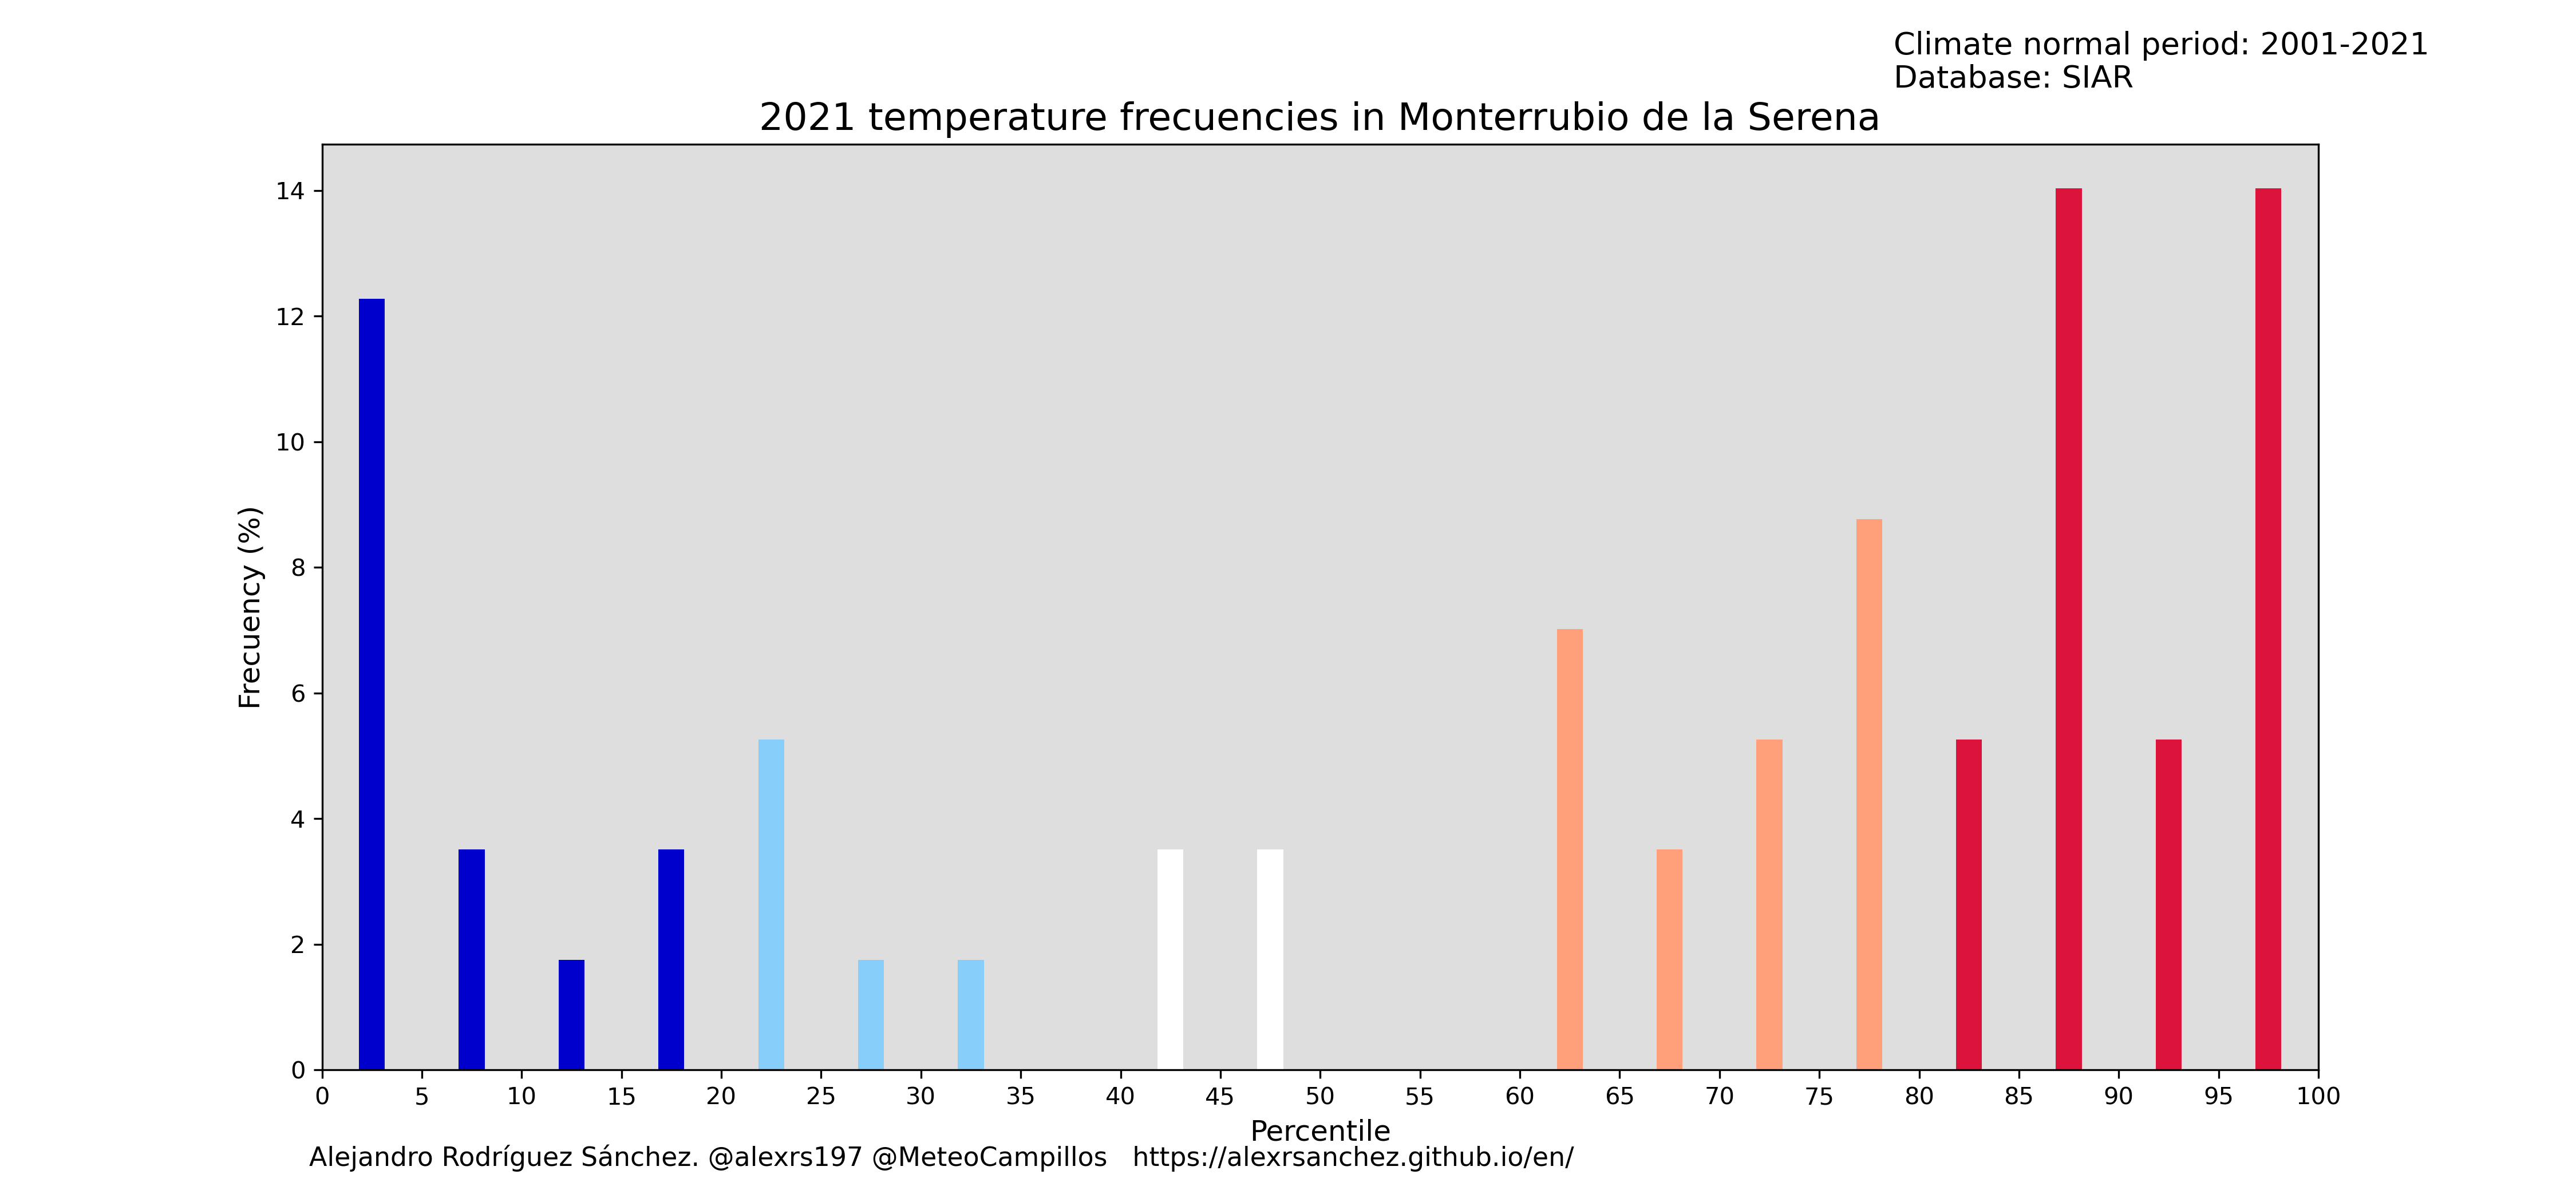 Climate normal period: 2001-2021
Database: SIAR
2021 temperature frecuencies in Monterrubio de la Serena
14
12
10
8
6
4
2
0
Frecuency (%)
0 5 10 15 20 25 30 35 40 45 50 55 60 65 70 75 80 85 90 95 100
Percentile
Alejandro Rodríguez Sánchez. @alexrs197 @MeteoCampillos https://alexrsanchez.github.io/en/